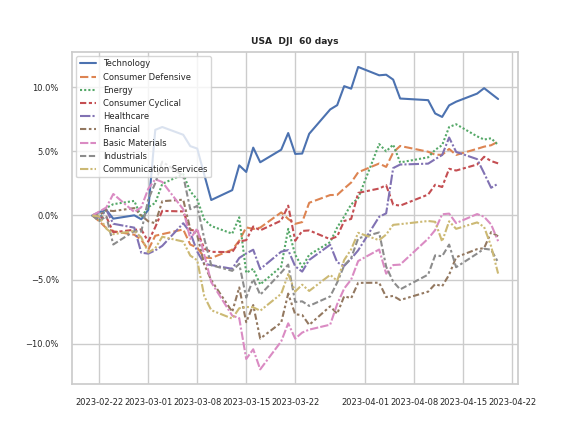 USA DJI 60 days
10.0%
5.0%
0.0%
−5.0%
−10.0%
Technology
Consumer Defensive
Energy
Consumer Cyclical
Healthcare
Financial
Basic Materials
Industrials
Communication Services
2023-02-22 2023-03-01 2023-03-08 2023-03-15 2023-03-22 2023-04-01 2023-04-08 2023-04-15 2023-04-22